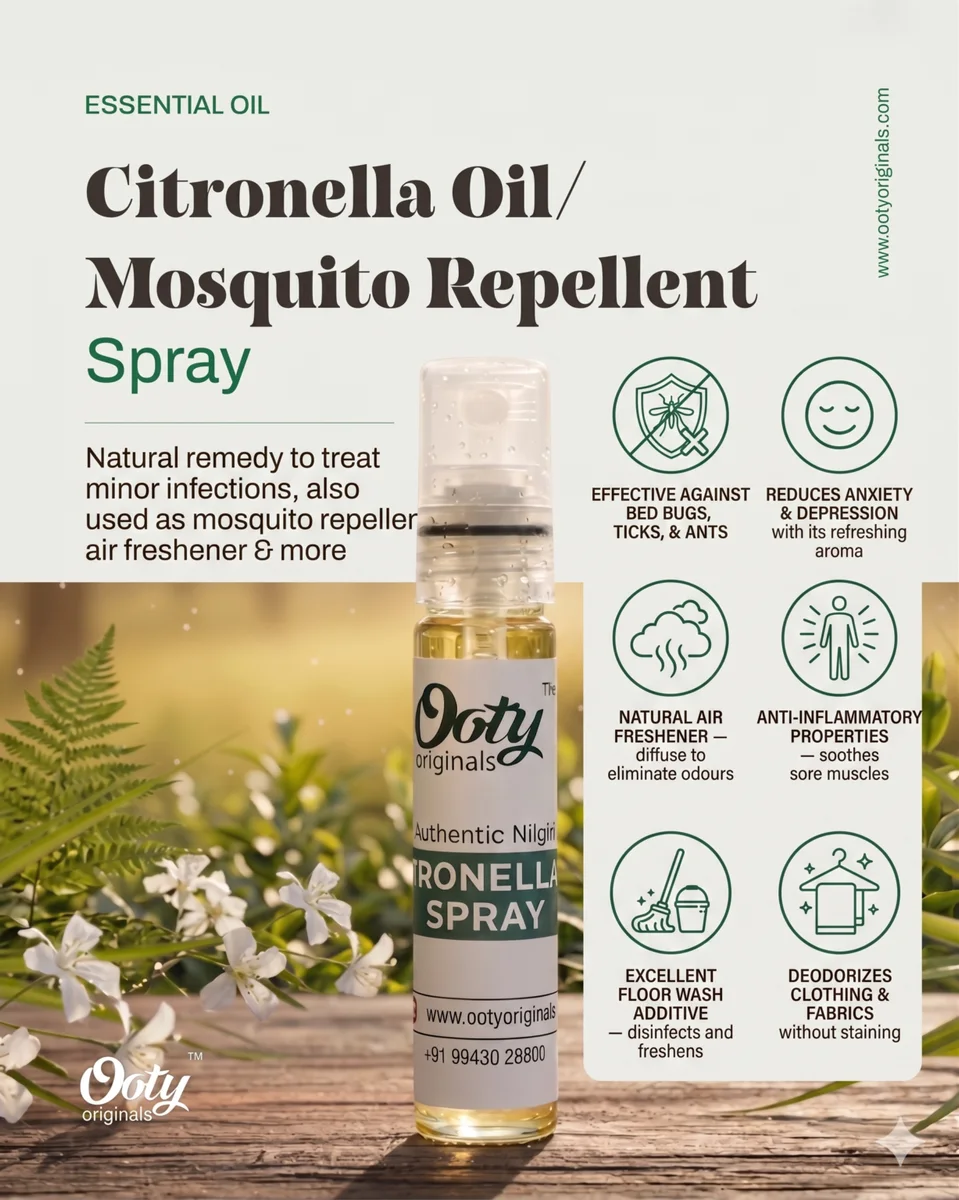 ESSENTIAL OIL
www.ootyoriginals.com
Citronella Oil/
Mosquito Repellent
Spray
Natural remedy to treat
minor infections, also
used as mosquito repeller
air freshener & more
EFFECTIVE AGAINST
BED BUGS,
TICKS, & ANTS
REDUCES ANXIETY
& DEPRESSION
with its refreshing
aroma
NATURAL AIR
FRESHENER —
diffuse to
eliminate odours
ANTI-INFLAMMATORY
PROPERTIES
— soothes
sore muscles
EXCELLENT
FLOOR WASH
ADDITIVE
— disinfects and
freshens
DEODORIZES
CLOTHING &
FABRICS
without staining
The
Ooty
originals
Authentic Nilgiri
TRONELLA
SPRAY
www.ootyoriginals
+91 99430 28800
Ooty TM
originals